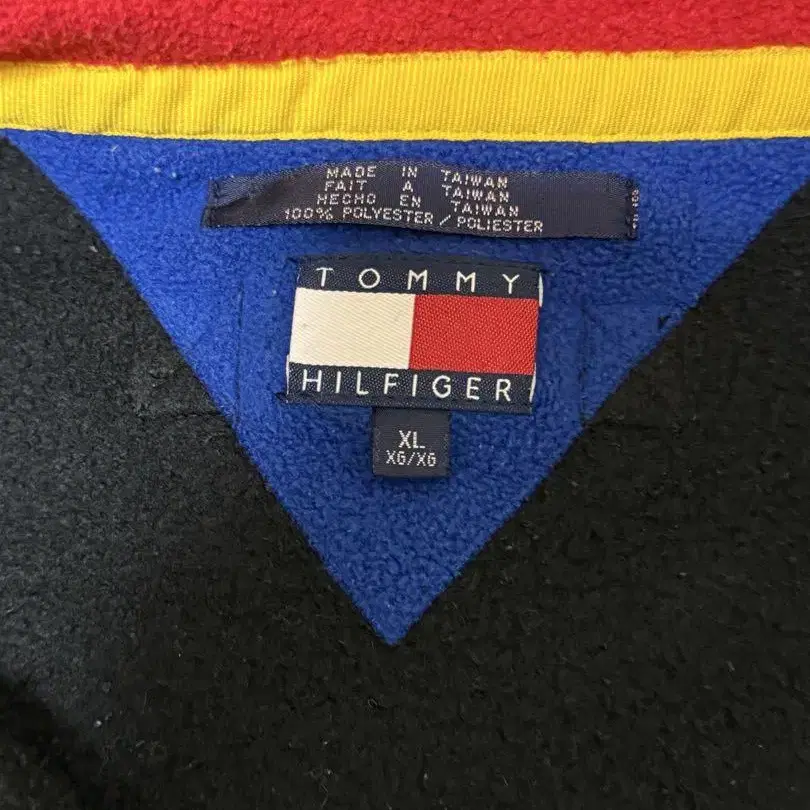 MADE IN TAIWAN
FAIT A TAIWAN
HECHO EN TAIWAN
100% POLYESTER / POLIESTER
TOMMY
HILFIGER
XL
XG/XG